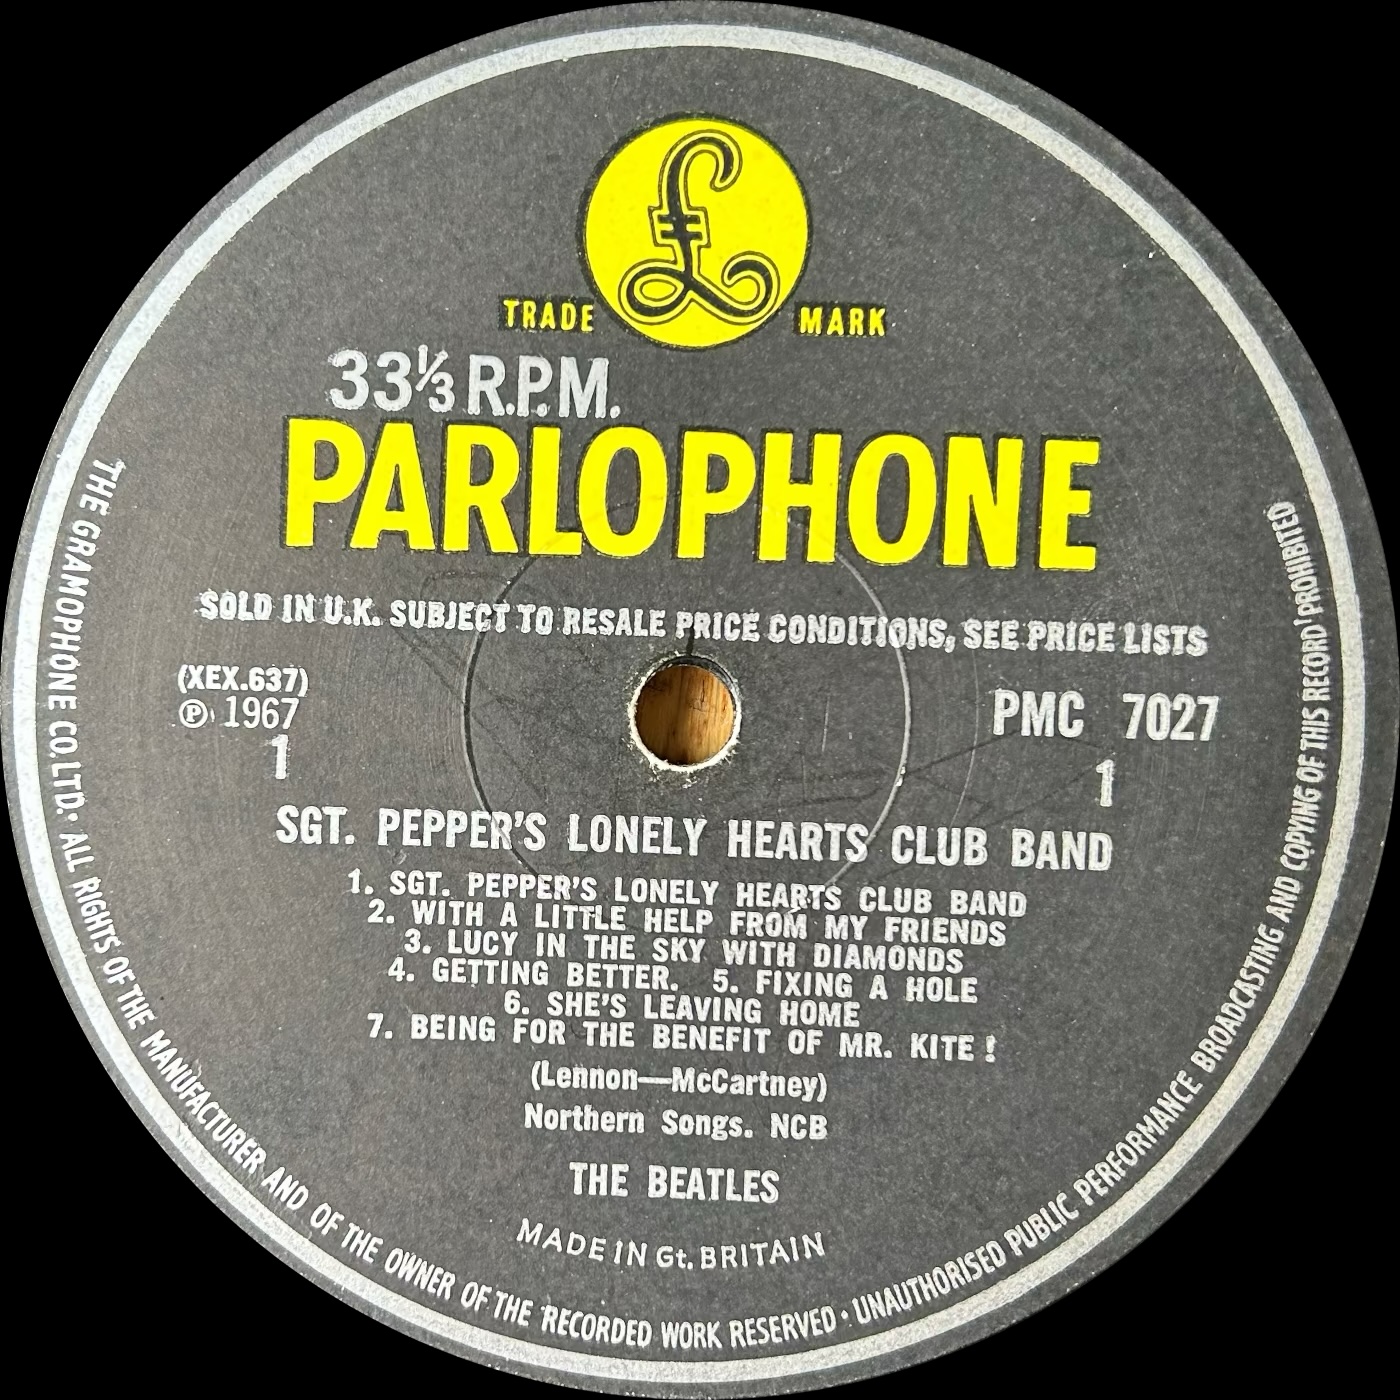 £
TRADE MARK
33⅓ R.P.M.
PARLOPHONE
SOLD IN U.K. SUBJECT TO RESALE PRICE CONDITIONS, SEE PRICE LISTS
(XEX.637)
℗ 1967
1
PMC 7027
1
SGT. PEPPER'S LONELY HEARTS CLUB BAND
1. SGT. PEPPER'S LONELY HEARTS CLUB BAND
2. WITH A LITTLE HELP FROM MY FRIENDS
3. LUCY IN THE SKY WITH DIAMONDS
4. GETTING BETTER. 5. FIXING A HOLE
6. SHE'S LEAVING HOME
7. BEING FOR THE BENEFIT OF MR. KITE !
(Lennon—McCartney)
Northern Songs. NCB
THE BEATLES
MADE IN Gt. BRITAIN
THE GRAMOPHONE CO. LTD. · ALL RIGHTS OF THE MANUFACTURER AND OF THE OWNER OF THE RECORDED WORK RESERVED · UNAUTHORISED PUBLIC PERFORMANCE BROADCASTING AND COPYING OF THIS RECORD PROHIBITED